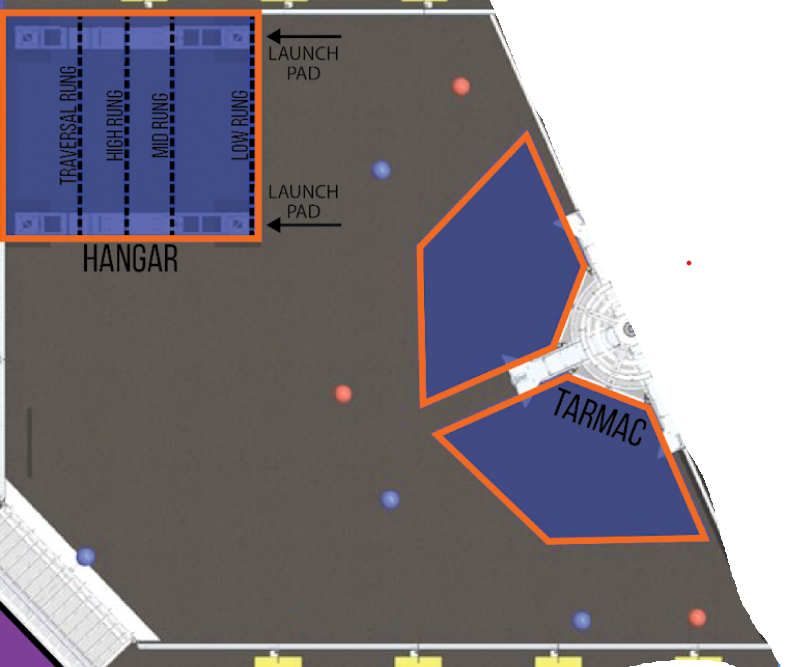 LAUNCH
PAD
TRAVERSAL RUNG
HIGH RUNG
MID RUNG
LOW RUNG
LAUNCH
PAD
HANGAR
TARMAC